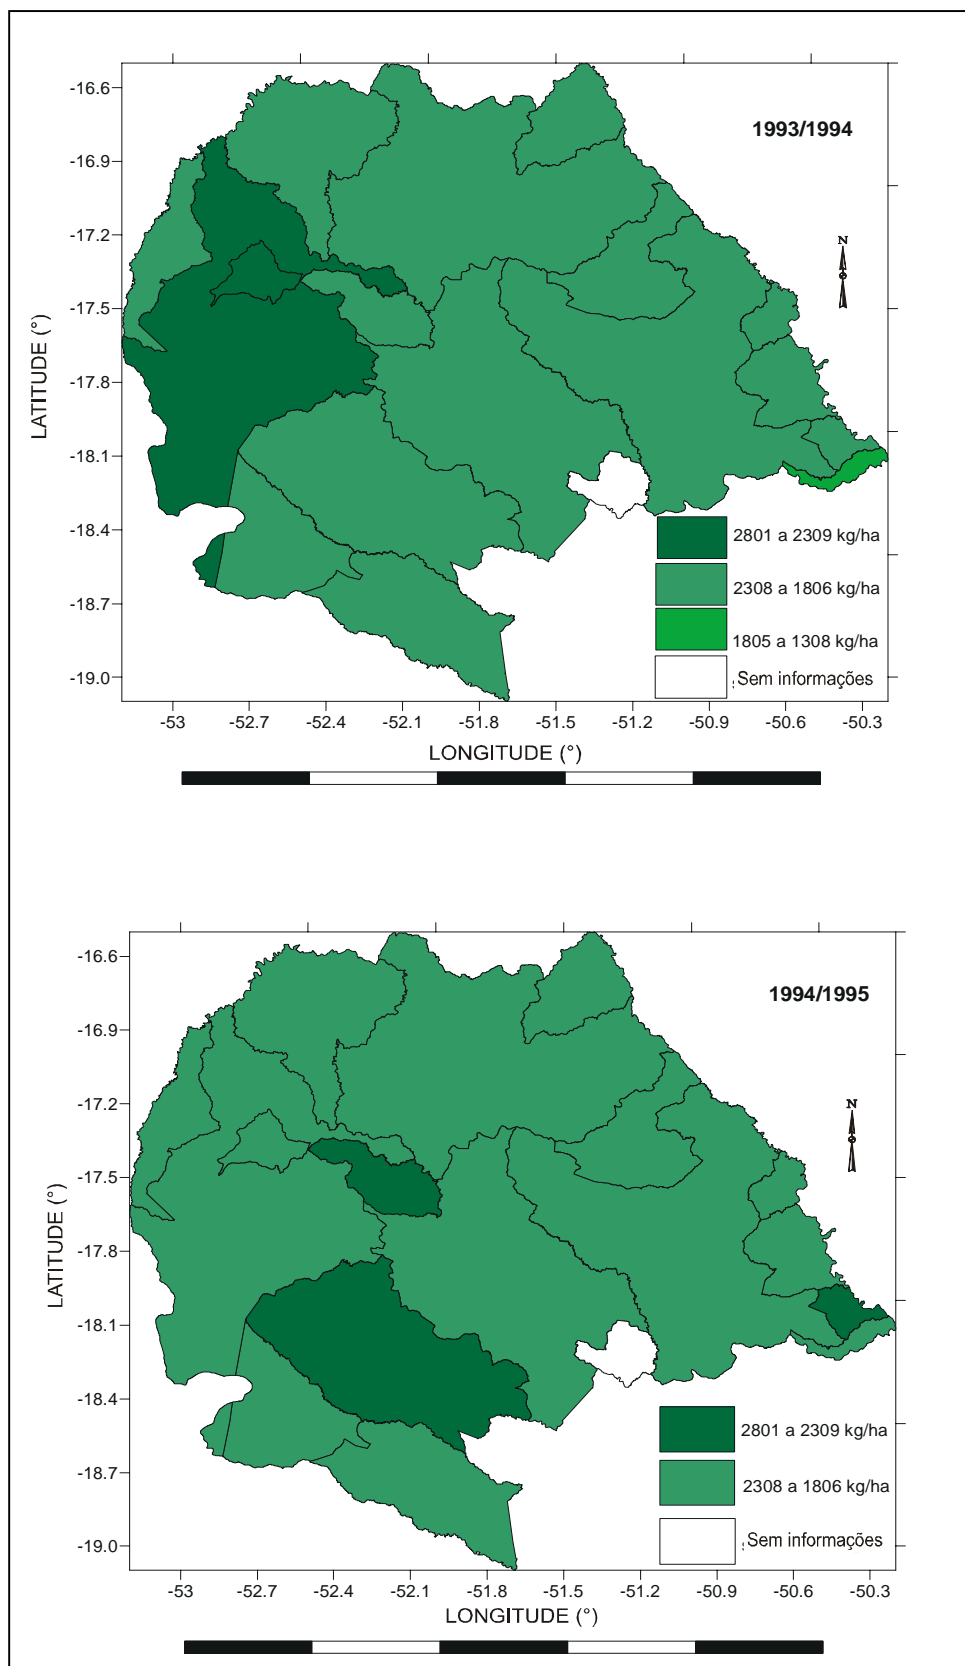 1993/1994
-16.6
-16.9
-17.2
-17.5
-17.8
-18.1
-18.4
-18.7
-19.0
LATITUDE (°)
N
2801 a 2309 kg/ha
2308 a 1806 kg/ha
1805 a 1308 kg/ha
Sem informações
-53 -52.7 -52.4 -52.1 -51.8 -51.5 -51.2 -50.9 -50.6 -50.3
LONGITUDE (°)
1994/1995
-16.6
-16.9
-17.2
-17.5
-17.8
-18.1
-18.4
-18.7
-19.0
LATITUDE (°)
N
2801 a 2309 kg/ha
2308 a 1806 kg/ha
Sem informações
-53 -52.7 -52.4 -52.1 -51.8 -51.5 -51.2 -50.9 -50.6 -50.3
LONGITUDE (°)